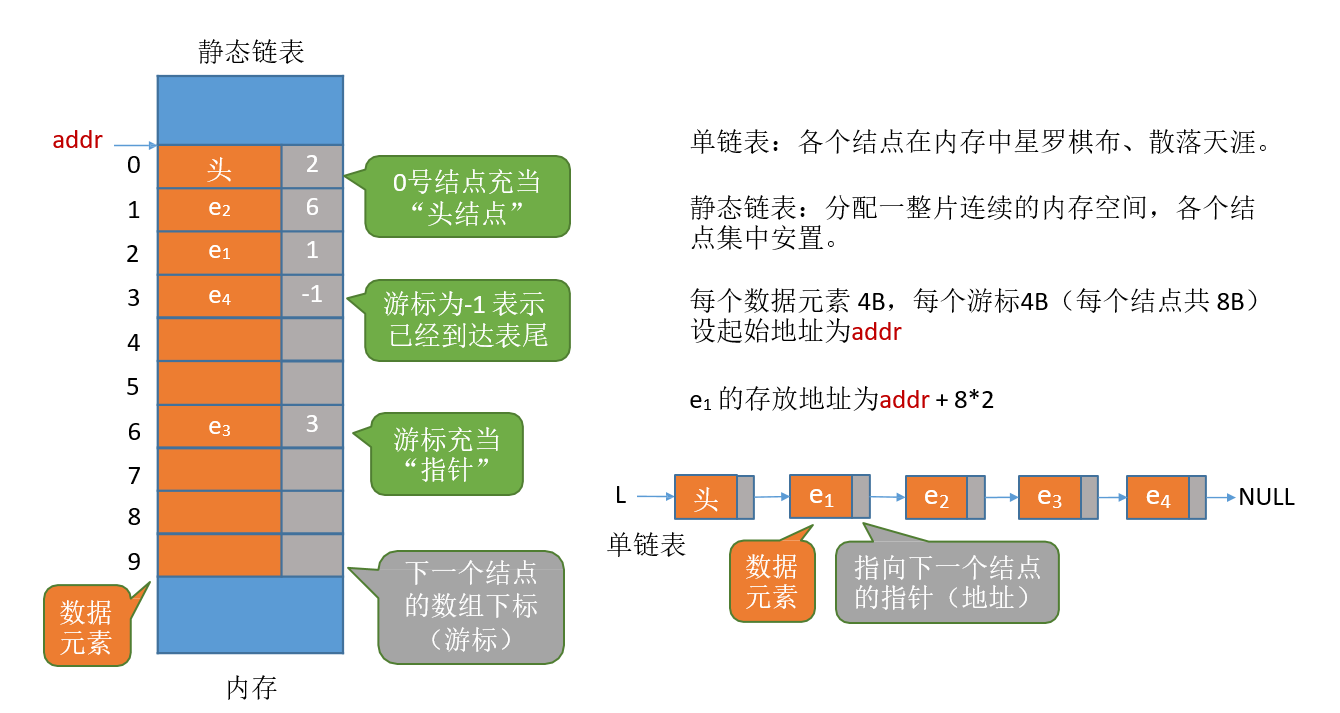 静态链表
addr
0 头 2
1 e₂ 6
2 e₁ 1
3 e₄ -1
4
5
6 e₃ 3
7
8
9
内存
0号结点充当
“头结点”
游标为-1 表示
已经到达表尾
游标充当
“指针”
下一个结点
的数组下标
（游标）
数据
元素
单链表：各个结点在内存中星罗棋布、散落天涯。
静态链表：分配一整片连续的内存空间，各个结
点集中安置。
每个数据元素 4B，每个游标4B（每个结点共 8B）
设起始地址为addr
e₁ 的存放地址为addr + 8*2
L 头 e₁ e₂ e₃ e₄ NULL
单链表
数据
元素
指向下一个结点
的指针（地址）